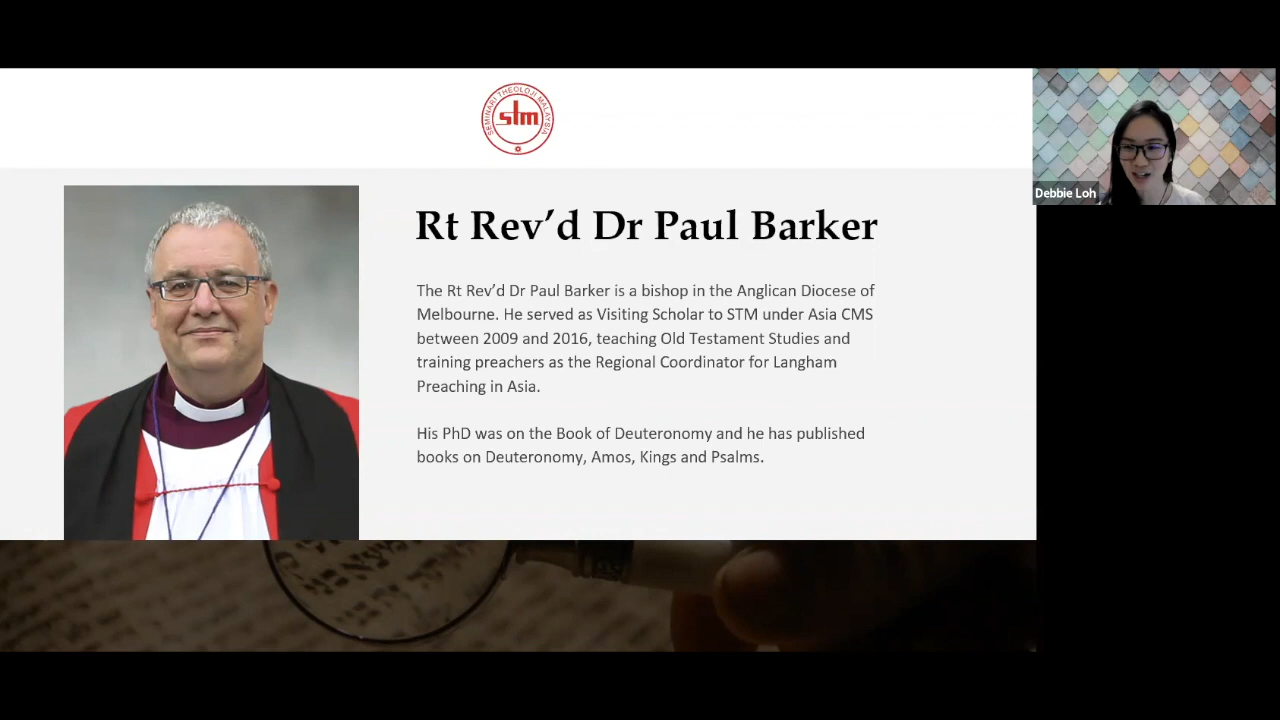 SEMINARI THEOLOJI MALAYSIA
stm
Debbie Loh
Rt Rev’d Dr Paul Barker
The Rt Rev’d Dr Paul Barker is a bishop in the Anglican Diocese of
Melbourne. He served as Visiting Scholar to STM under Asia CMS
between 2009 and 2016, teaching Old Testament Studies and
training preachers as the Regional Coordinator for Langham
Preaching in Asia.
His PhD was on the Book of Deuteronomy and he has published
books on Deuteronomy, Amos, Kings and Psalms.